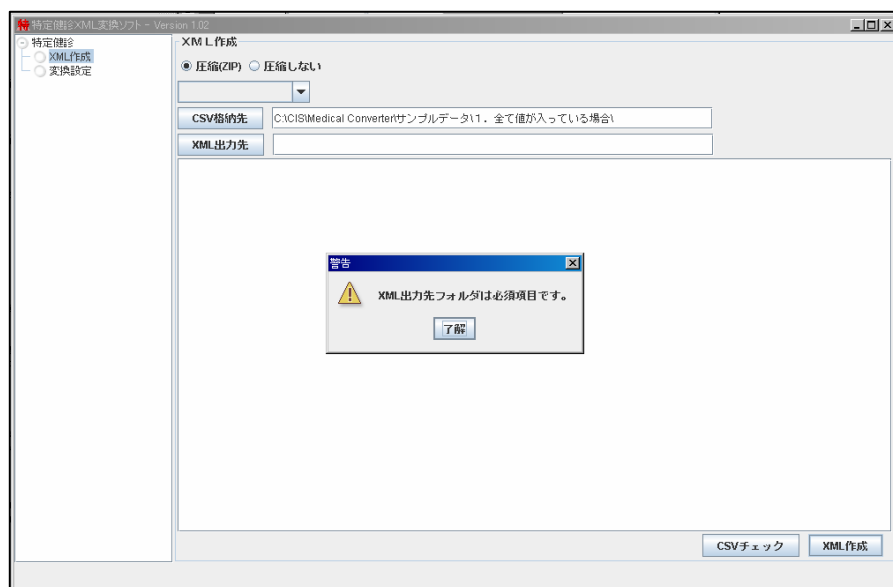 特定健診XML変換ソフト - Version 1.02
特定健診
XML作成
変換設定
XML作成
圧縮(ZIP) 圧縮しない
CSV格納先 C:\CIS\Medical Converter\サンプルデータ\1．全て値が入っている場合\
XML出力先
警告
XML出力先フォルダは必須項目です。
了解
CSVチェック XML作成